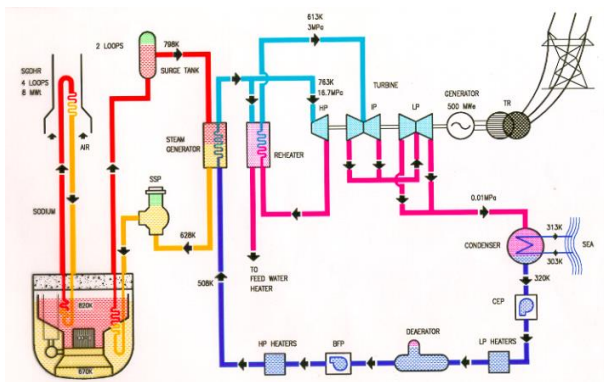 2 LOOPS
798K
SURGE TANK
613K
3MPa
SGDHR
4 LOOPS
8 MWt
AIR
763K
16.7MPa
TURBINE
HP
IP
LP
GENERATOR
500 MWe
TR
STEAM
GENERATOR
REHEATER
SSP
SODIUM
628K
508K
TO
FEED WATER
HEATER
0.01MPa
CONDENSER
313K
303K
SEA
320K
CEP
820K
670K
HP HEATERS
BFP
DEAERATOR
LP HEATERS